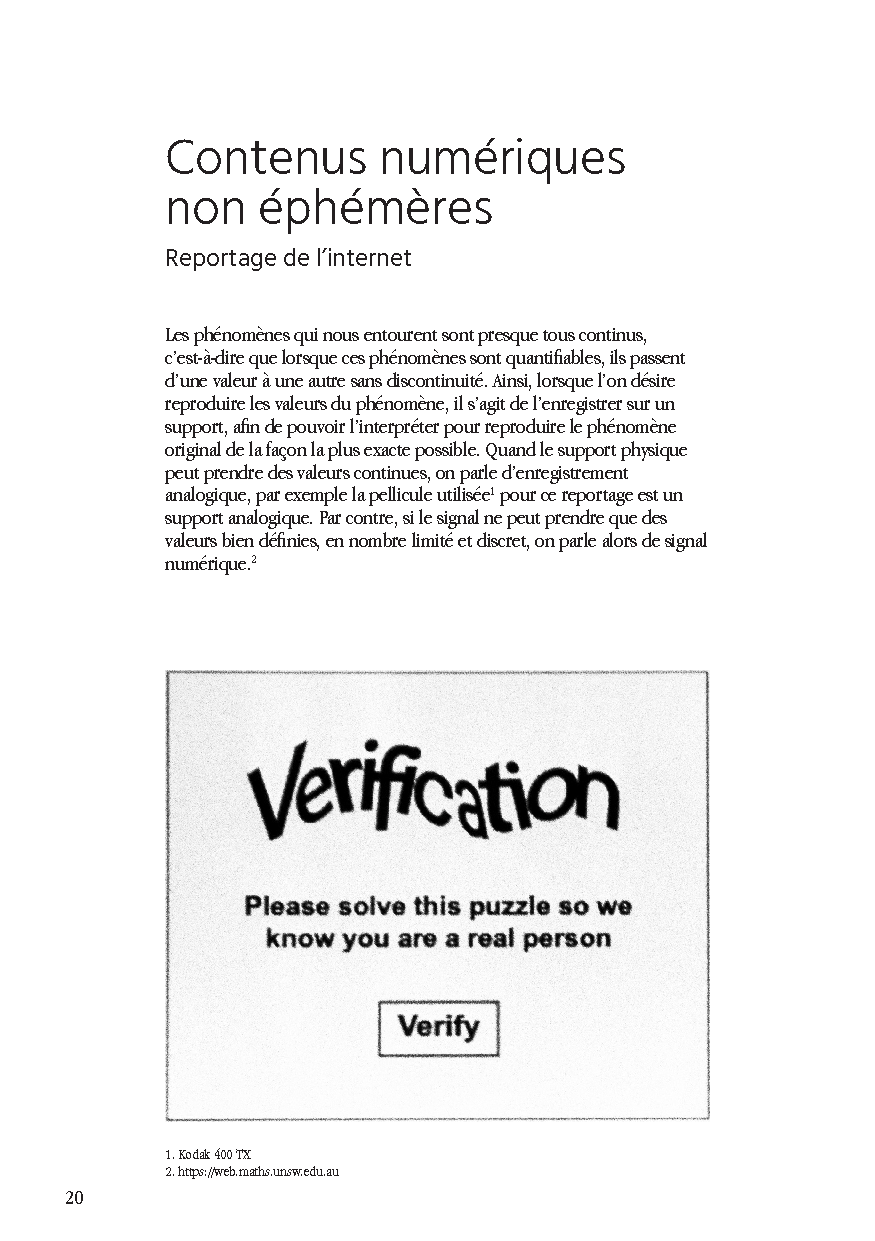 Contenus numériques
non éphémères
Reportage de l’internet
Les phénomènes qui nous entourent sont presque tous continus,
c’est-à-dire que lorsque ces phénomènes sont quantifiables, ils passent
d’une valeur à une autre sans discontinuité. Ainsi, lorsque l’on désire
reproduire les valeurs du phénomène, il s’agit de l’enregistrer sur un
support, afin de pouvoir l’interpréter pour reproduire le phénomène
original de la façon la plus exacte possible. Quand le support physique
peut prendre des valeurs continues, on parle d’enregistrement
analogique, par exemple la pellicule utilisée¹ pour ce reportage est un
support analogique. Par contre, si le signal ne peut prendre que des
valeurs bien définies, en nombre limité et discret, on parle alors de signal
numérique.²
Verification
Please solve this puzzle so we
know you are a real person
Verify
1. Kodak 400 TX
2. https://web.maths.unsw.edu.au
20